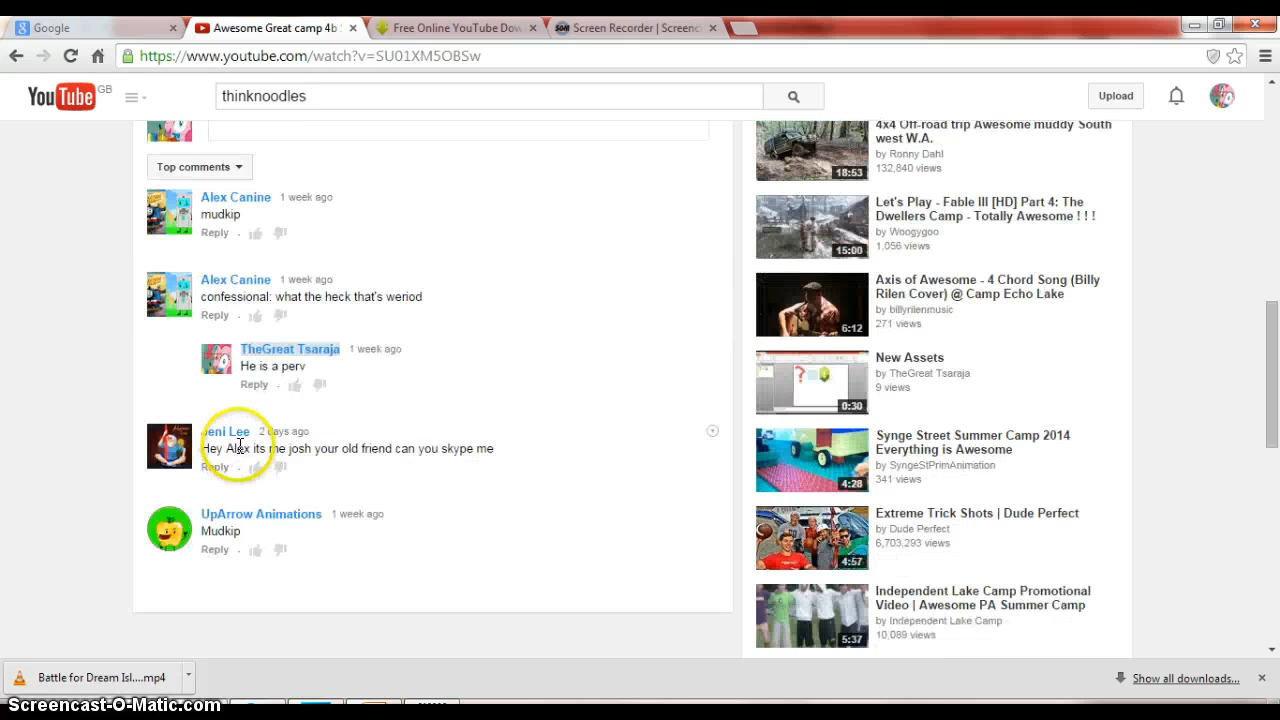 Google
Awesome Great camp 4b
Free Online YouTube Dow
Screen Recorder | Screenc
https://www.youtube.com/watch?v=SU01XM5OBSw
YouTube GB
thinknoodles
Upload
Top comments
Alex Canine 1 week ago
mudkip
Reply
Alex Canine 1 week ago
confessional: what the heck that's weriod
Reply
TheGreat Tsaraja 1 week ago
He is a perv
Reply
Jeni Lee 2 days ago
Hey Alex its me josh your old friend can you skype me
Reply
UpArrow Animations 1 week ago
Mudkip
Reply
4x4 Off-road trip Awesome muddy South
west W.A.
by Ronny Dahl
132,840 views
18:53
Let's Play - Fable III [HD] Part 4: The
Dwellers Camp - Totally Awesome ! ! !
by Woogygoo
1,056 views
15:00
Axis of Awesome - 4 Chord Song (Billy
Rilen Cover) @ Camp Echo Lake
by billyrilenmusic
271 views
6:12
New Assets
by TheGreat Tsaraja
9 views
0:30
Synge Street Summer Camp 2014
Everything is Awesome
by SyngeStPrimAnimation
341 views
4:28
Extreme Trick Shots | Dude Perfect
by Dude Perfect
6,703,293 views
4:57
Independent Lake Camp Promotional
Video | Awesome PA Summer Camp
by Independent Lake Camp
10,089 views
5:37
Battle for Dream Isl....mp4
Show all downloads...
Screencast-O-Matic.com